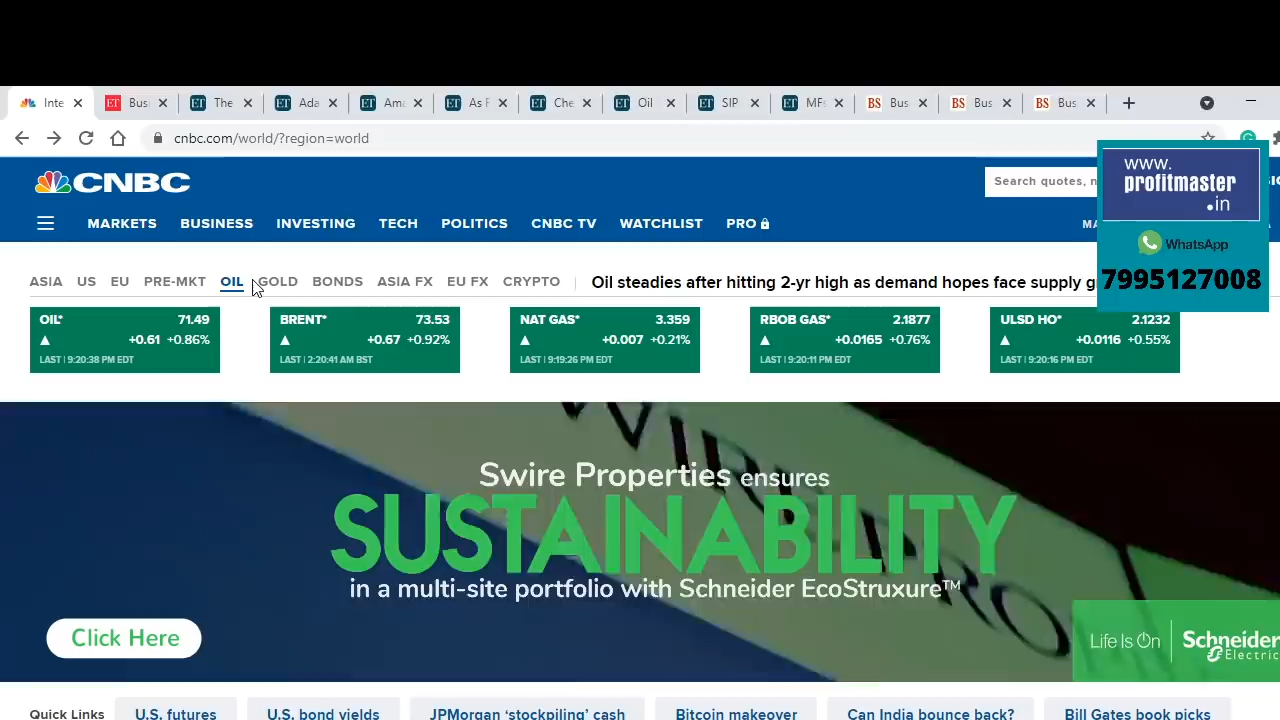 Inte
Busi
The
Ada
Ama
As F
Che
Oil
SIP
MFs
Bus
Bus
Bus
cnbc.com/world/?region=world
www.
profitmaster
.in
WhatsApp
7995127008
CNBC
Search quotes, n
MARKETS BUSINESS INVESTING TECH POLITICS CNBC TV WATCHLIST PRO
ASIA US EU PRE-MKT OIL GOLD BONDS ASIA FX EU FX CRYPTO
Oil steadies after hitting 2-yr high as demand hopes face supply g
OIL* 71.49
+0.61 +0.86%
LAST | 9:20:38 PM EDT
BRENT* 73.53
+0.67 +0.92%
LAST | 2:20:41 AM BST
NAT GAS* 3.359
+0.007 +0.21%
LAST | 9:19:26 PM EDT
RBOB GAS* 2.1877
+0.0165 +0.76%
LAST | 9:20:11 PM EDT
ULSD HO* 2.1232
+0.0116 +0.55%
LAST | 9:20:16 PM EDT
Swire Properties ensures
SUSTAINABILITY
in a multi-site portfolio with Schneider EcoStruxure™
Click Here
Life Is On
Schneider
Electric
Quick Links
U.S. futures
U.S. bond yields
JPMorgan ‘stockpiling’ cash
Bitcoin makeover
Can India bounce back?
Bill Gates book picks